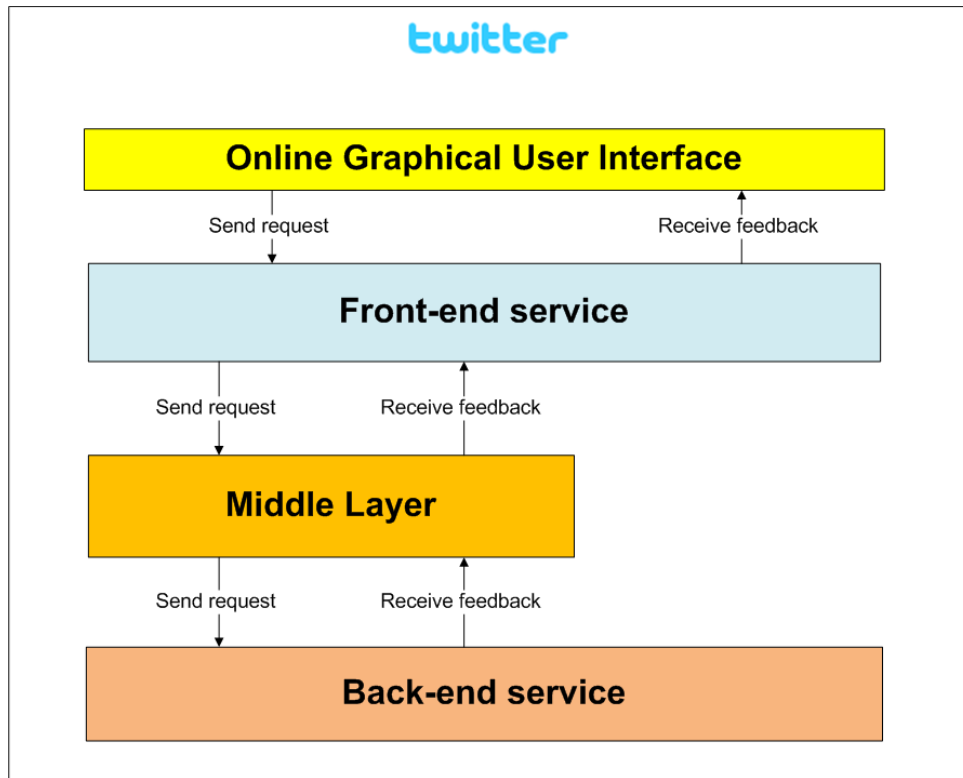 twitter
Online Graphical User Interface
Send request
Receive feedback
Front-end service
Send request
Receive feedback
Middle Layer
Send request
Receive feedback
Back-end service